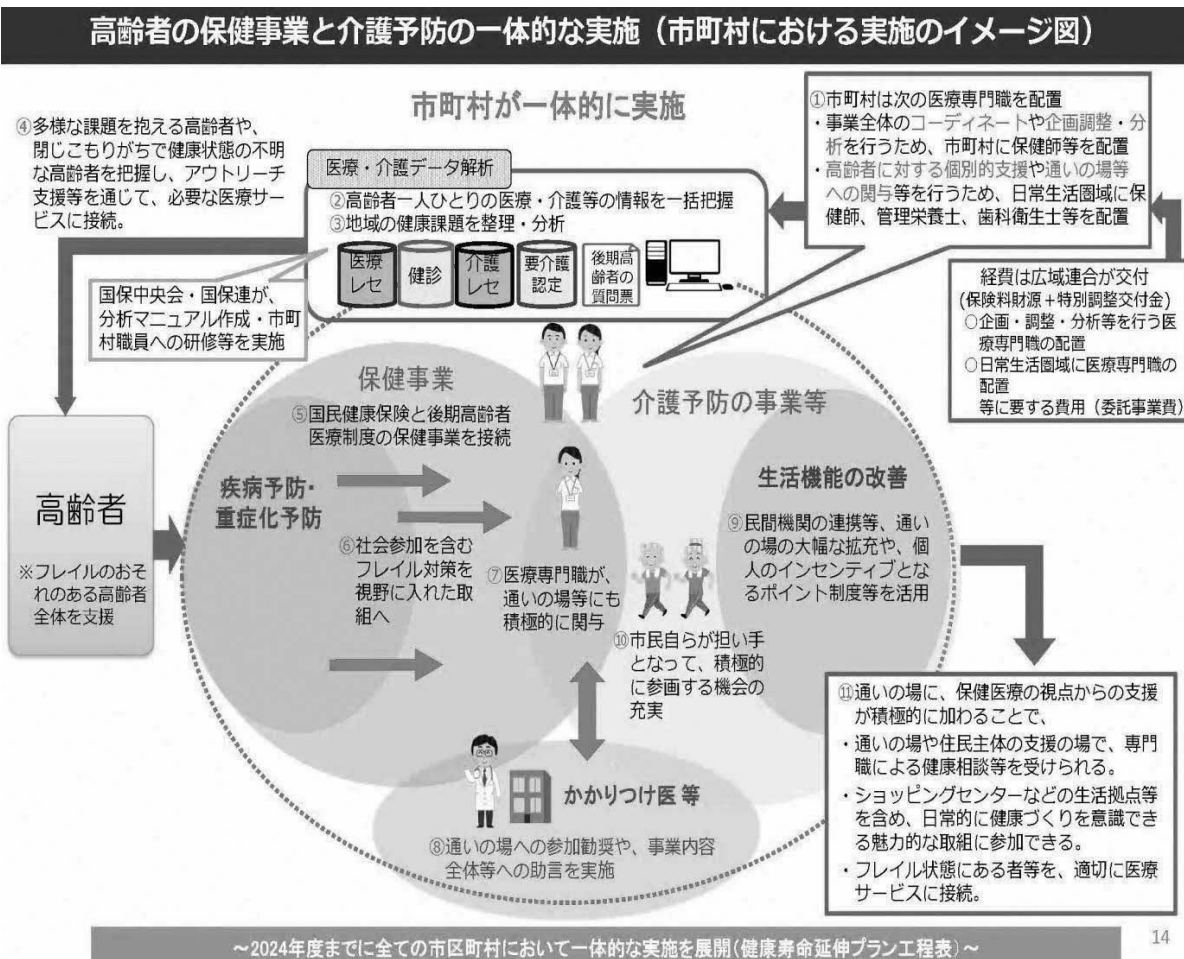 高齢者の保健事業と介護予防の一体的な実施（市町村における実施のイメージ図）
市町村が一体的に実施
④多様な課題を抱える高齢者や、
閉じこもりがちで健康状態の不明
な高齢者を把握し、アウトリーチ
支援等を通じて、必要な医療サー
ビスに接続。
医療・介護データ解析
②高齢者一人ひとりの医療・介護等の情報を一括把握
③地域の健康課題を整理・分析
医療
レセ
健診
介護
レセ
要介護
認定
後期高
齢者の
質問票
①市町村は次の医療専門職を配置
・事業全体のコーディネートや企画調整・分
析を行うため、市町村に保健師等を配置
・高齢者に対する個別的支援や通いの場等
への関与等を行うため、日常生活圏域に保
健師、管理栄養士、歯科衛生士等を配置
国保中央会・国保連が、
分析マニュアル作成・市町
村職員への研修等を実施
経費は広域連合が交付
(保険料財源＋特別調整交付金)
○企画・調整・分析等を行う医
療専門職の配置
○日常生活圏域に医療専門職の
配置
等に要する費用（委託事業費）
高齢者
※フレイルのおそ
れのある高齢者
全体を支援
保健事業
⑤国民健康保険と後期高齢者
医療制度の保健事業を接続
疾病予防・
重症化予防
⑥社会参加を含む
フレイル対策を
視野に入れた取
組へ
⑦医療専門職が、
通いの場等にも
積極的に関与
介護予防の事業等
生活機能の改善
⑨民間機関の連携等、通い
の場の大幅な拡充や、個
人のインセンティブとな
るポイント制度等を活用
⑩市民自らが担い手
となって、積極的
に参画する機会の
充実
かかりつけ医等
⑧通いの場への参加勧奨や、事業内容
全体等への助言を実施
⑪通いの場に、保健医療の視点からの支援
が積極的に加わることで、
・通いの場や住民主体の支援の場で、専門
職による健康相談等を受けられる。
・ショッピングセンターなどの生活拠点等
を含め、日常的に健康づくりを意識でき
る魅力的な取組に参加できる。
・フレイル状態にある者等を、適切に医療
サービスに接続。
～2024年度までに全ての市区町村において一体的な実施を展開(健康寿命延伸プラン工程表)～
14